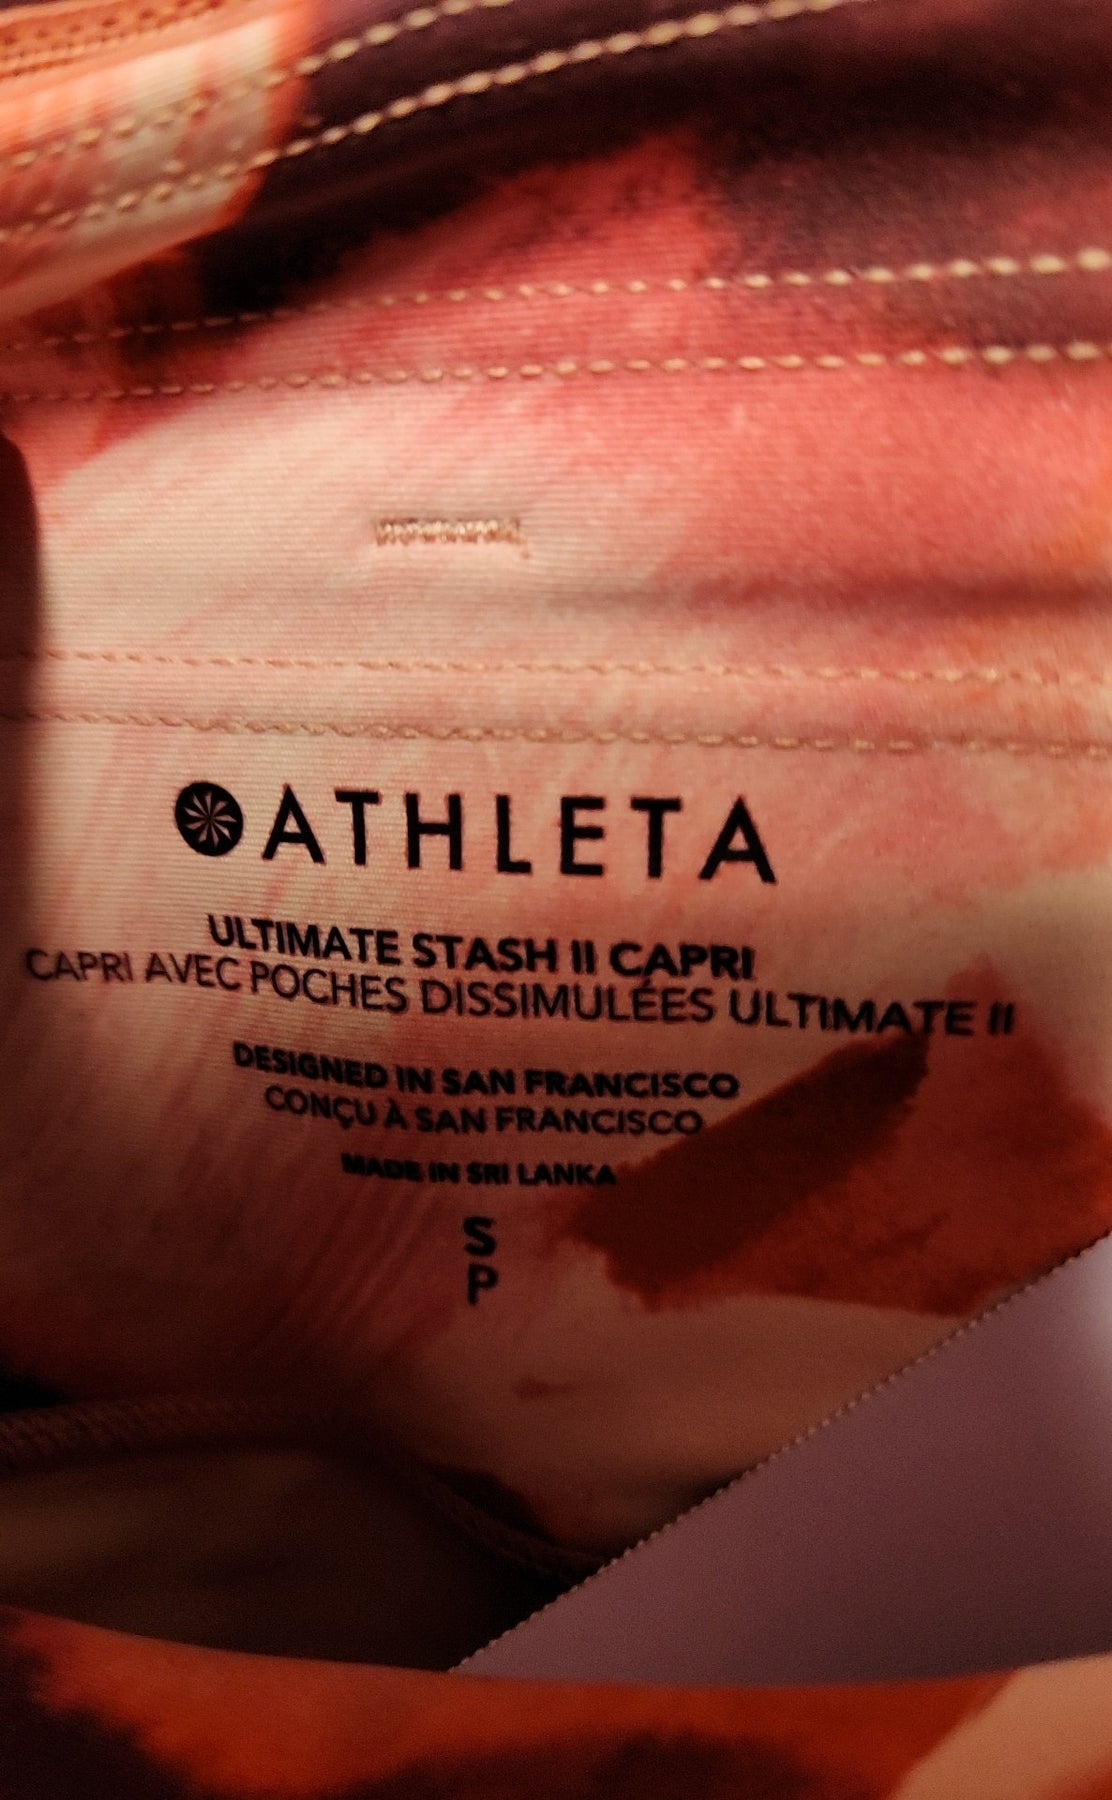 ATHLETA
ULTIMATE STASH II CAPRI
CAPRI AVEC POCHES DISSIMULÉES ULTIMATE II
DESIGNED IN SAN FRANCISCO
CONÇU À SAN FRANCISCO
MADE IN SRI LANKA
S
P